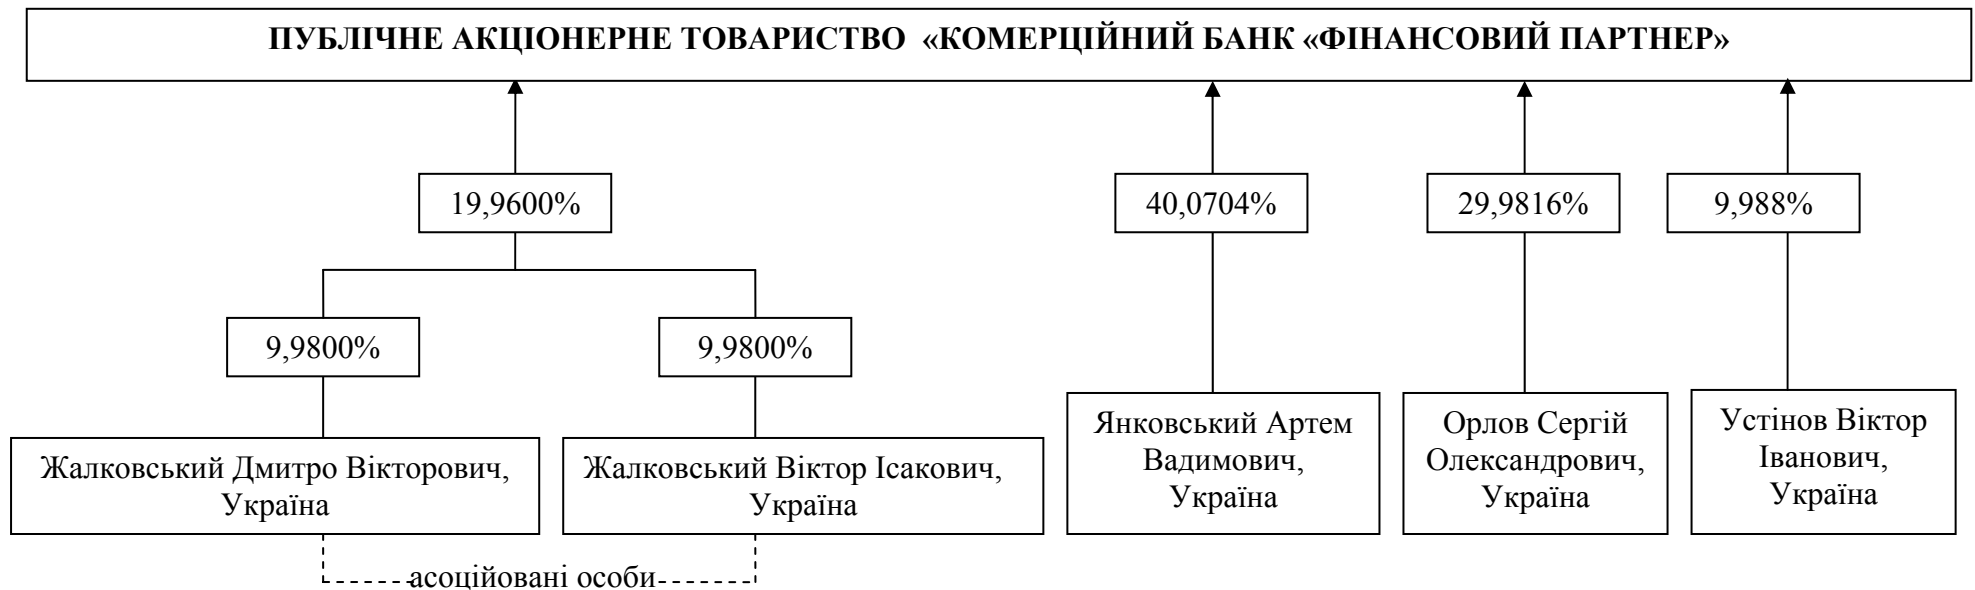 ПУБЛІЧНЕ АКЦІОНЕРНЕ ТОВАРИСТВО «КОМЕРЦІЙНИЙ БАНК «ФІНАНСОВИЙ ПАРТНЕР»
19,9600%
40,0704%
29,9816%
9,988%
9,9800%
9,9800%
Жалковський Дмитро Вікторович,
Україна
Жалковський Віктор Ісакович,
Україна
Янковський Артем
Вадимович,
Україна
Орлов Сергій
Олександрович,
Україна
Устінов Віктор
Іванович,
Україна
асоційовані особи